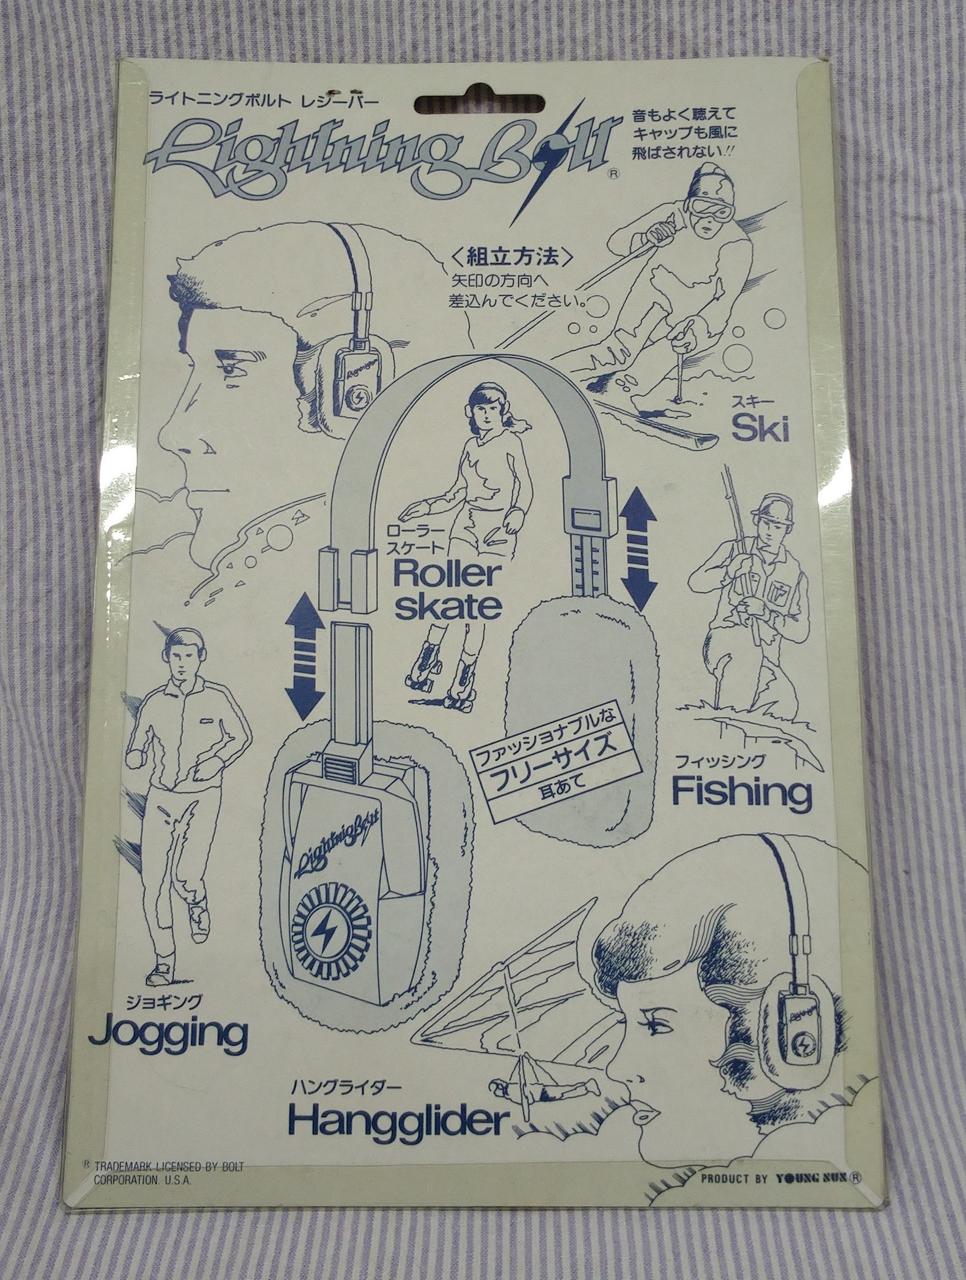 ライトニングボルト レシーバー
Lightning Bolt®
音もよく聴えて
キャップも風に
飛ばされない!!
〈組立方法〉
矢印の方向へ
差込んでください。
スキー
Ski
ローラー
スケート
Roller
skate
フィッシング
Fishing
ファッショナブルな
フリーサイズ
耳あて
Lightning Bolt
ジョギング
Jogging
ハングライダー
Hangglider
® TRADEMARK LICENSED BY BOLT
CORPORATION. U.S.A.
PRODUCT BY YOUNG NUN®